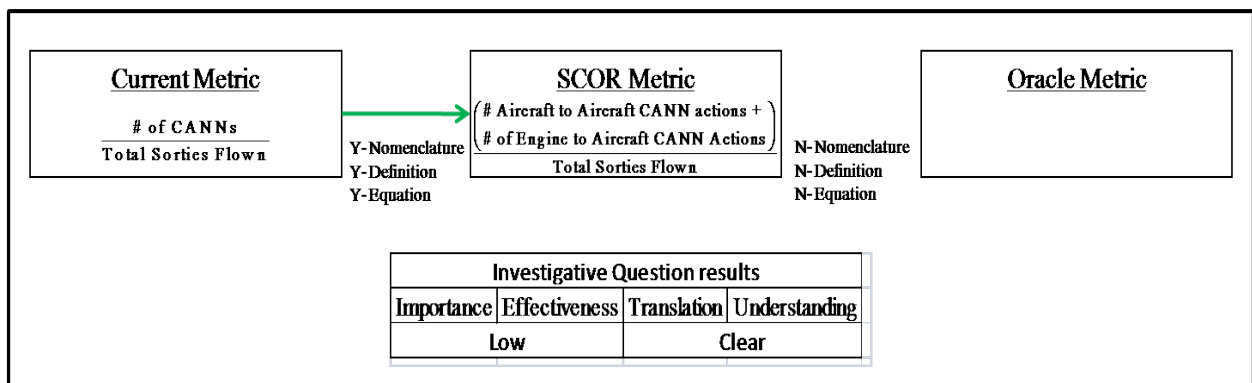 Current Metric
# of CANNs
Total Sorties Flown
Y-Nomenclature
Y-Definition
Y-Equation
SCOR Metric
(# Aircraft to Aircraft CANN actions +
# of Engine to Aircraft CANN Actions)
Total Sorties Flown
N-Nomenclature
N-Definition
N-Equation
Oracle Metric
Investigative Question results
Importance Effectiveness Translation Understanding
Low Clear